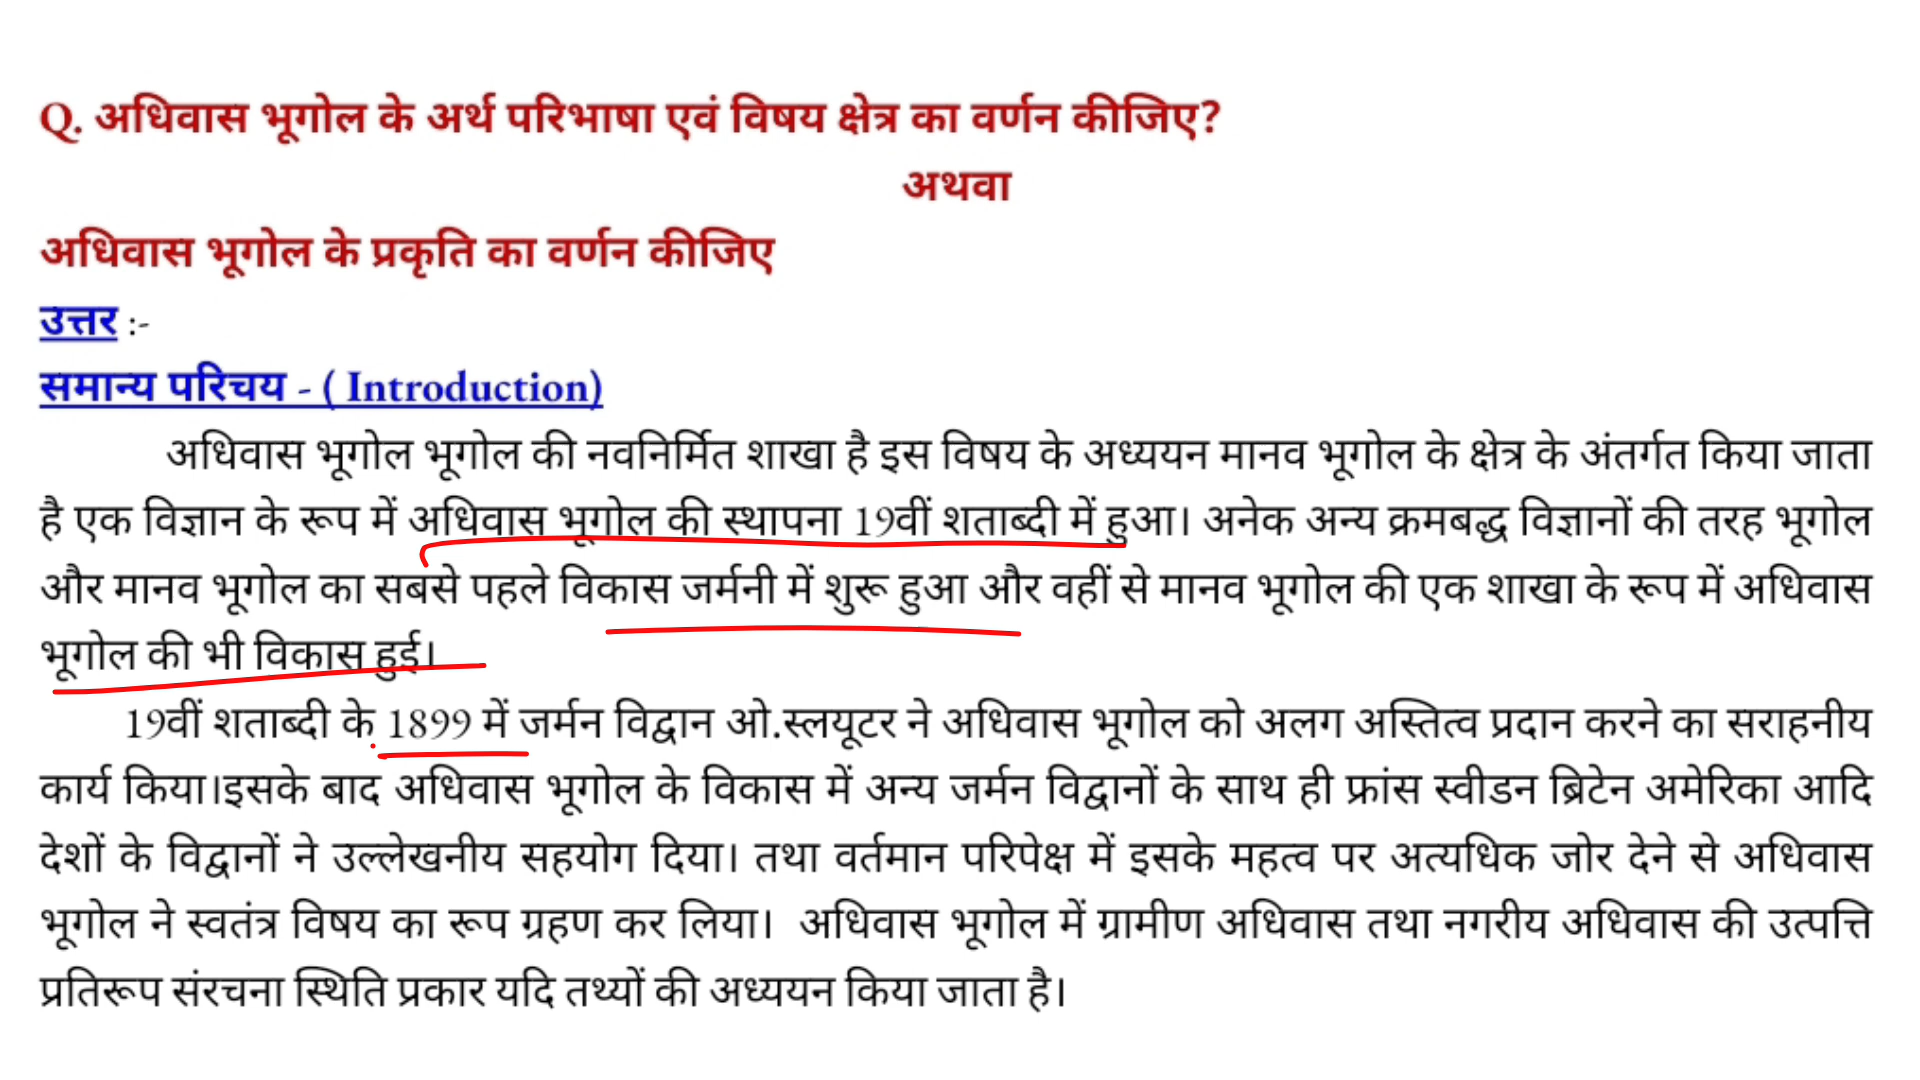 Q. अधिवास भूगोल के अर्थ परिभाषा एवं विषय क्षेत्र का वर्णन कीजिए?
अथवा
अधिवास भूगोल के प्रकृति का वर्णन कीजिए
उत्तर :-
समान्य परिचय - ( Introduction)
अधिवास भूगोल भूगोल की नवनिर्मित शाखा है इस विषय के अध्ययन मानव भूगोल के क्षेत्र के अंतर्गत किया जाता
है एक विज्ञान के रूप में अधिवास भूगोल की स्थापना 19वीं शताब्दी में हुआ। अनेक अन्य क्रमबद्ध विज्ञानों की तरह भूगोल
और मानव भूगोल का सबसे पहले विकास जर्मनी में शुरू हुआ और वहीं से मानव भूगोल की एक शाखा के रूप में अधिवास
भूगोल की भी विकास हुई।
19वीं शताब्दी के 1899 में जर्मन विद्वान ओ.स्लयूटर ने अधिवास भूगोल को अलग अस्तित्व प्रदान करने का सराहनीय
कार्य किया।इसके बाद अधिवास भूगोल के विकास में अन्य जर्मन विद्वानों के साथ ही फ्रांस स्वीडन ब्रिटेन अमेरिका आदि
देशों के विद्वानों ने उल्लेखनीय सहयोग दिया। तथा वर्तमान परिपेक्ष में इसके महत्व पर अत्यधिक जोर देने से अधिवास
भूगोल ने स्वतंत्र विषय का रूप ग्रहण कर लिया। अधिवास भूगोल में ग्रामीण अधिवास तथा नगरीय अधिवास की उत्पत्ति
प्रतिरूप संरचना स्थिति प्रकार यदि तथ्यों की अध्ययन किया जाता है।